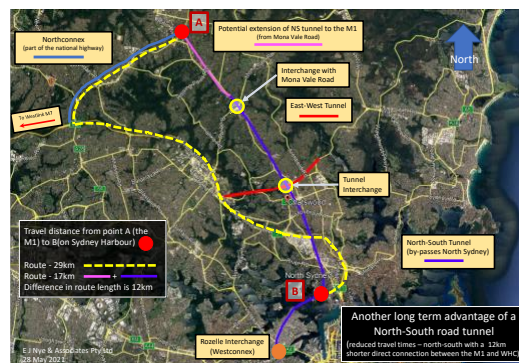 Northconnex
(part of the national highway)
A
Potential extension of NS tunnel to the M1
(from Mona Vale Road)
North
Interchange with
Mona Vale Road
East-West Tunnel
To Westlink M7
Tunnel
Interchange
Travel distance from point A (the
M1) to B(on Sydney Harbour)
Route - 29km
Route - 17km +
Difference in route length is 12km
North Sydney
B
North-South Tunnel
(by-passes North Sydney)
Rozelle Interchange
(Westconnex)
E J Nye & Associates Pty Ltd
28 May 2021
Another long term advantage of a
North-South road tunnel
(reduced travel times – north-south with a 12km
shorter direct connection between the M1 and WHC)